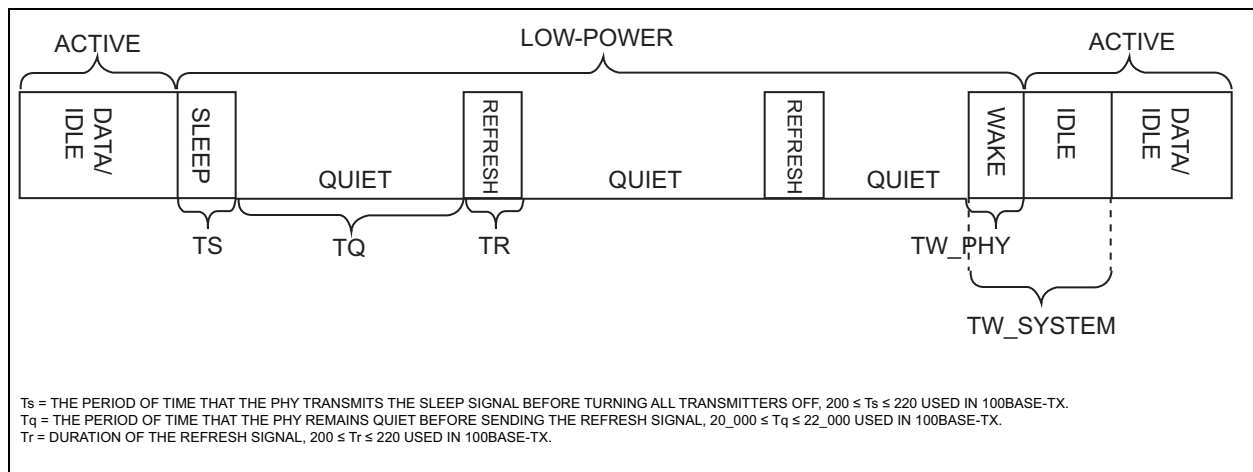 ACTIVE
LOW-POWER
ACTIVE
DATA/
IDLE
SLEEP
QUIET
REFRESH
QUIET
REFRESH
QUIET
WAKE
IDLE
DATA/
IDLE
TS
TQ
TR
TW_PHY
TW_SYSTEM
Ts = THE PERIOD OF TIME THAT THE PHY TRANSMITS THE SLEEP SIGNAL BEFORE TURNING ALL TRANSMITTERS OFF, 200 ≤ Ts ≤ 220 USED IN 100BASE-TX.
Tq = THE PERIOD OF TIME THAT THE PHY REMAINS QUIET BEFORE SENDING THE REFRESH SIGNAL, 20_000 ≤ Tq ≤ 22_000 USED IN 100BASE-TX.
Tr = DURATION OF THE REFRESH SIGNAL, 200 ≤ Tr ≤ 220 USED IN 100BASE-TX.